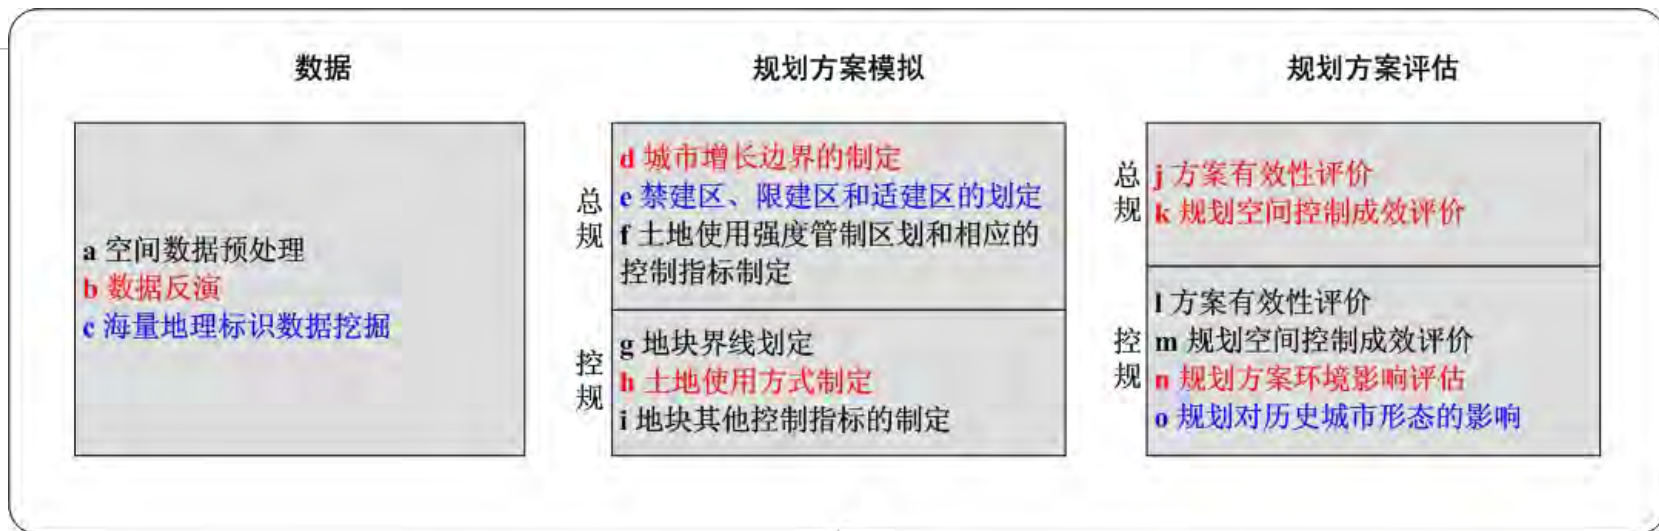 数据
a 空间数据预处理
b 数据反演
c 海量地理标识数据挖掘
规划方案模拟
总规
d 城市增长边界的制定
e 禁建区、限建区和适建区的划定
f 土地使用强度管制区划和相应的
控制指标制定
控规
g 地块界线划定
h 土地使用方式制定
i 地块其他控制指标的制定
规划方案评估
总规
j 方案有效性评价
k 规划空间控制成效评价
控规
l 方案有效性评价
m 规划空间控制成效评价
n 规划方案环境影响评估
o 规划对历史城市形态的影响